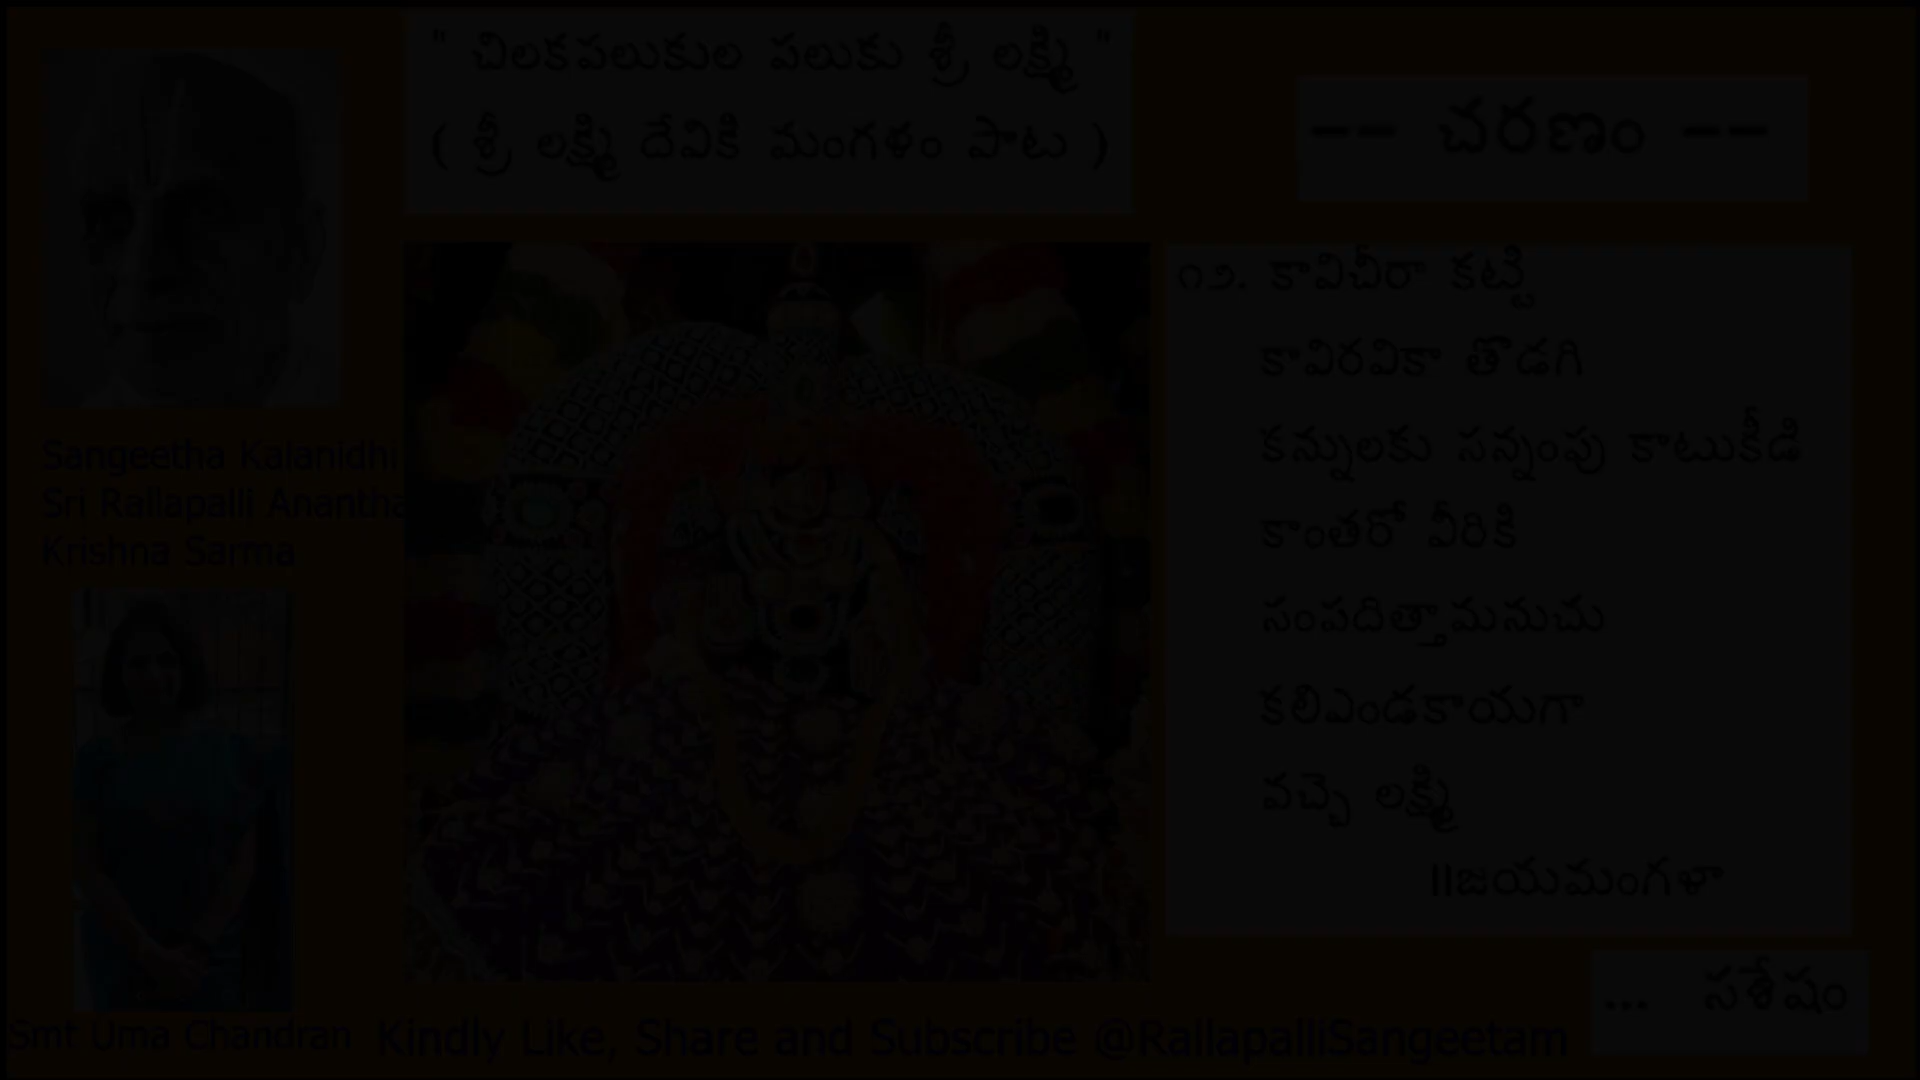 " చిలకపలుకుల పలుకు శ్రీ లక్ష్మి "
( శ్రీ లక్ష్మి దేవికి మంగళం పాట )
-- చరణం --
Sangeetha Kalanidhi
Sri Rallapalli Anantha
Krishna Sarma
౧౨. కావిచీరా కట్టి
కావిరవికా తొడగి
కన్నులకు సన్నంపు కాటుకీడి
కాంతరో వీరికి
సంపదిత్తామనుచు
కలిఎండకాయగా
వచ్చె లక్ష్మి
||జయమంగళా
... సశేషం
Smt Uma Chandran
Kindly Like, Share and Subscribe @RallapalliSangeetam